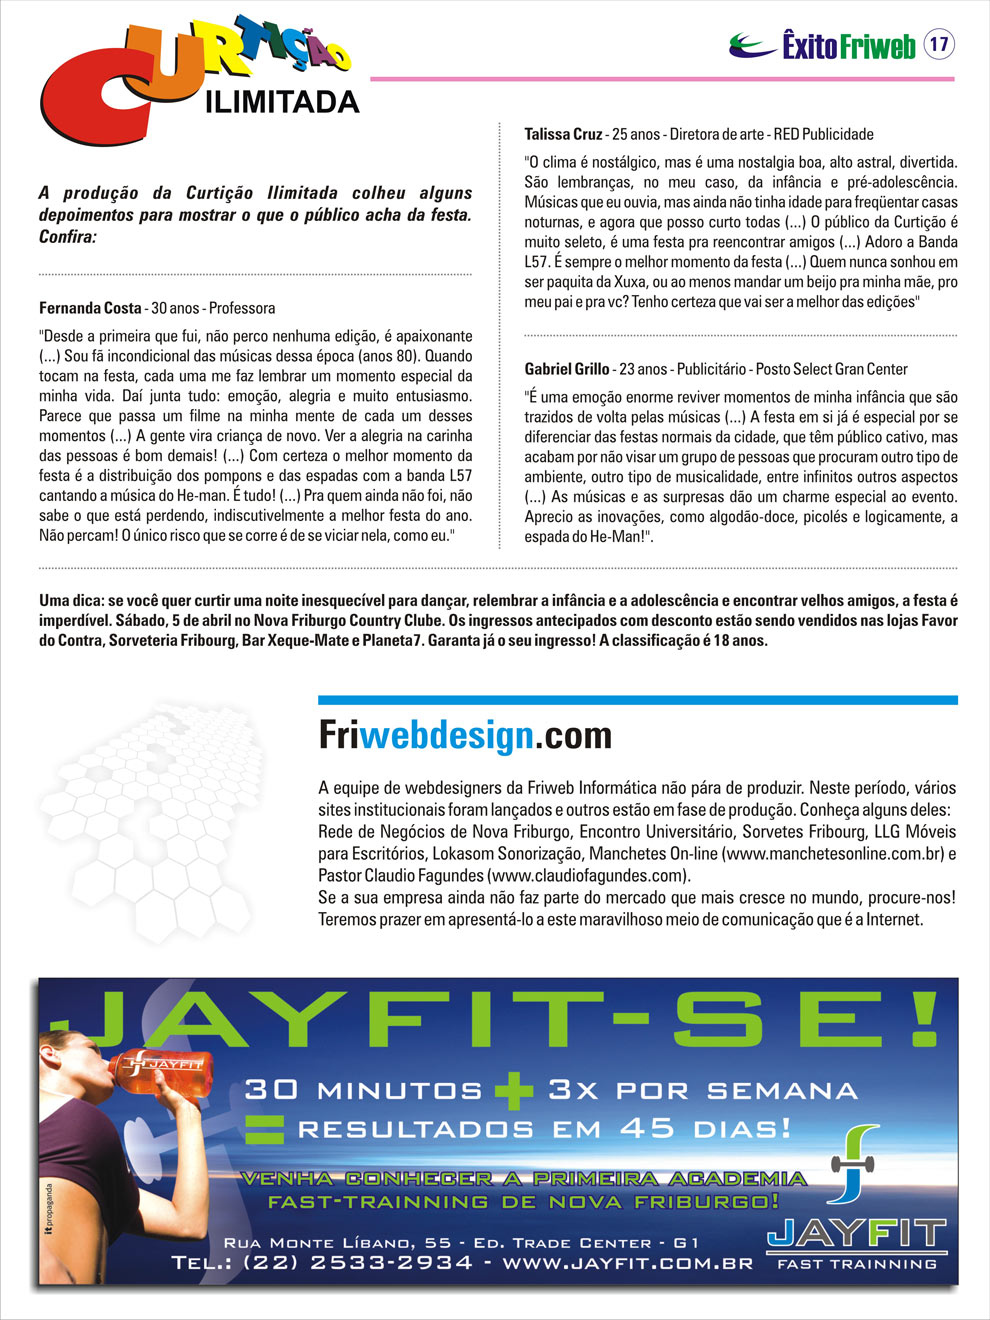 CURTIÇÃO
ILIMITADA
ÊxitoFriweb 17
A produção da Curtição Ilimitada colheu alguns
depoimentos para mostrar o que o público acha da festa.
Confira:
Fernanda Costa - 30 anos - Professora
"Desde a primeira que fui, não perco nenhuma edição, é apaixonante
(...) Sou fã incondicional das músicas dessa época (anos 80). Quando
tocam na festa, cada uma me faz lembrar um momento especial da
minha vida. Daí junta tudo: emoção, alegria e muito entusiasmo.
Parece que passa um filme na minha mente de cada um desses
momentos (...) A gente vira criança de novo. Ver a alegria na carinha
das pessoas é bom demais! (...) Com certeza o melhor momento da
festa é a distribuição dos pompons e das espadas com a banda L57
cantando a música do He-man. É tudo! (...) Pra quem ainda não foi, não
sabe o que está perdendo, indiscutivelmente a melhor festa do ano.
Não percam! O único risco que se corre é de se viciar nela, como eu."
Talissa Cruz - 25 anos - Diretora de arte - RED Publicidade
"O clima é nostálgico, mas é uma nostalgia boa, alto astral, divertida.
São lembranças, no meu caso, da infância e pré-adolescência.
Músicas que eu ouvia, mas ainda não tinha idade para freqüentar casas
noturnas, e agora que posso curto todas (...) O público da Curtição é
muito seleto, é uma festa pra reencontrar amigos (...) Adoro a Banda
L57. É sempre o melhor momento da festa (...) Quem nunca sonhou em
ser paquita da Xuxa, ou ao menos mandar um beijo pra minha mãe, pro
meu pai e pra vc? Tenho certeza que vai ser a melhor das edições"
Gabriel Grillo - 23 anos - Publicitário - Posto Select Gran Center
"É uma emoção enorme reviver momentos de minha infância que são
trazidos de volta pelas músicas (...) A festa em si já é especial por se
diferenciar das festas normais da cidade, que têm público cativo, mas
acabam por não visar um grupo de pessoas que procuram outro tipo de
ambiente, outro tipo de musicalidade, entre infinitos outros aspectos
(...) As músicas e as surpresas dão um charme especial ao evento.
Aprecio as inovações, como algodão-doce, picolés e logicamente, a
espada do He-Man!".
Uma dica: se você quer curtir uma noite inesquecível para dançar, relembrar a infância e a adolescência e encontrar velhos amigos, a festa é
imperdível. Sábado, 5 de abril no Nova Friburgo Country Clube. Os ingressos antecipados com desconto estão sendo vendidos nas lojas Favor
do Contra, Sorveteria Fribourg, Bar Xeque-Mate e Planeta7. Garanta já o seu ingresso! A classificação é 18 anos.
Friwebdesign.com
A equipe de webdesigners da Friweb Informática não pára de produzir. Neste período, vários
sites institucionais foram lançados e outros estão em fase de produção. Conheça alguns deles:
Rede de Negócios de Nova Friburgo, Encontro Universitário, Sorvetes Fribourg, LLG Móveis
para Escritórios, Lokasom Sonorização, Manchetes On-line (www.manchetesonline.com.br) e
Pastor Claudio Fagundes (www.claudiofagundes.com).
Se a sua empresa ainda não faz parte do mercado que mais cresce no mundo, procure-nos!
Teremos prazer em apresentá-lo a este maravilhoso meio de comunicação que é a Internet.
JAYFIT-SE!
JAYFIT
30 MINUTOS + 3X POR SEMANA
= RESULTADOS EM 45 DIAS!
VENHA CONHECER A PRIMEIRA ACADEMIA
FAST-TRAINNING DE NOVA FRIBURGO!
RUA MONTE LÍBANO, 55 - ED. TRADE CENTER - G1
TEL.: (22) 2533-2934 - WWW.JAYFIT.COM.BR
JAYFIT
FAST TRAINNING
it propaganda